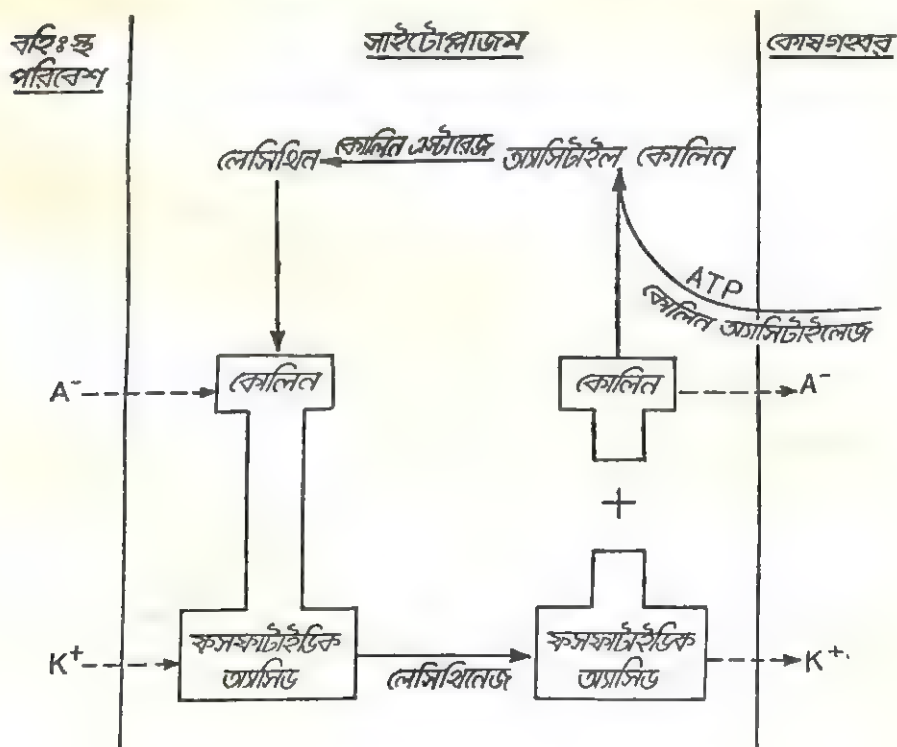 বহিঃস্থ
পরিবেশ
সাইটোপ্লাজম
কোষগহ্বর
লেসিথিন
কোলিন এস্টারেজ
অ্যাসিটাইল কোলিন
ATP
কোলিন অ্যাসিটাইলেজ
A⁻
কোলিন
কোলিন
A⁻
+
K⁺
ফসফাটাইডিক
অ্যাসিড
লেসিথিনেজ
ফসফাটাইডিক
অ্যাসিড
K⁺